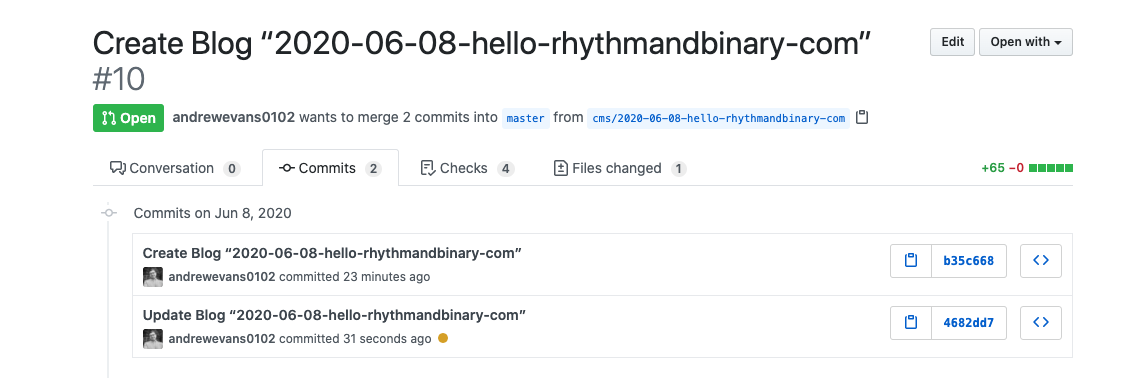 Create Blog “2020-06-08-hello-rhythmandbinary-com”
#10
Edit
Open with
Open
andrewevans0102 wants to merge 2 commits into master from cms/2020-06-08-hello-rhythmandbinary-com
Conversation 0
Commits 2
Checks 4
Files changed 1
+65 −0
Commits on Jun 8, 2020
Create Blog “2020-06-08-hello-rhythmandbinary-com”
andrewevans0102 committed 23 minutes ago
b35c668
Update Blog “2020-06-08-hello-rhythmandbinary-com”
andrewevans0102 committed 31 seconds ago
4682dd7